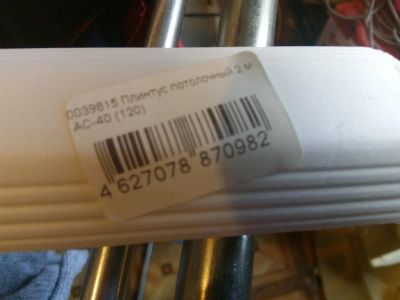 0039815 Плинтус потолочный 2 м
АС-40 (120)
4 627078 870982